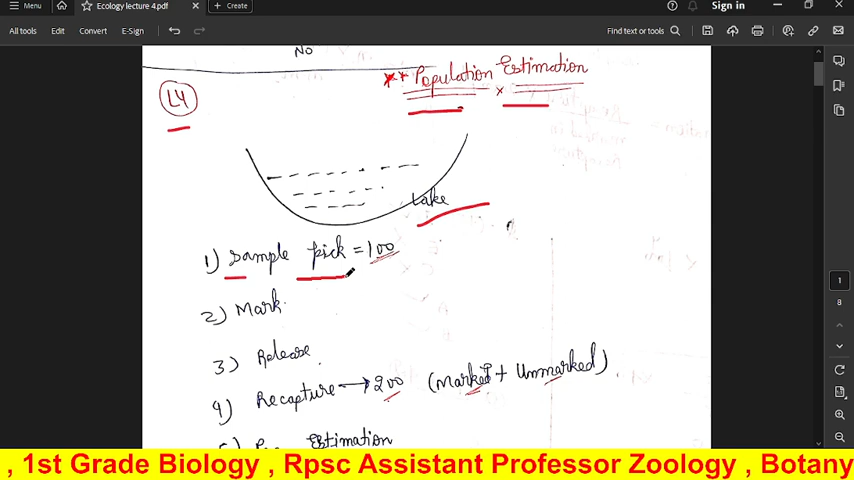 Menu
Ecology lecture 4.pdf
Create
Sign in
All tools Edit Convert E-Sign
Find text or tools
NO
L4
Population Estimation
Lake
1) Sample pick = 100
2) Mark
3) Release
4) Recapture → 200 (Marked + Unmarked)
Estimation
1
8
, 1st Grade Biology , Rpsc Assistant Professor Zoology , Botany